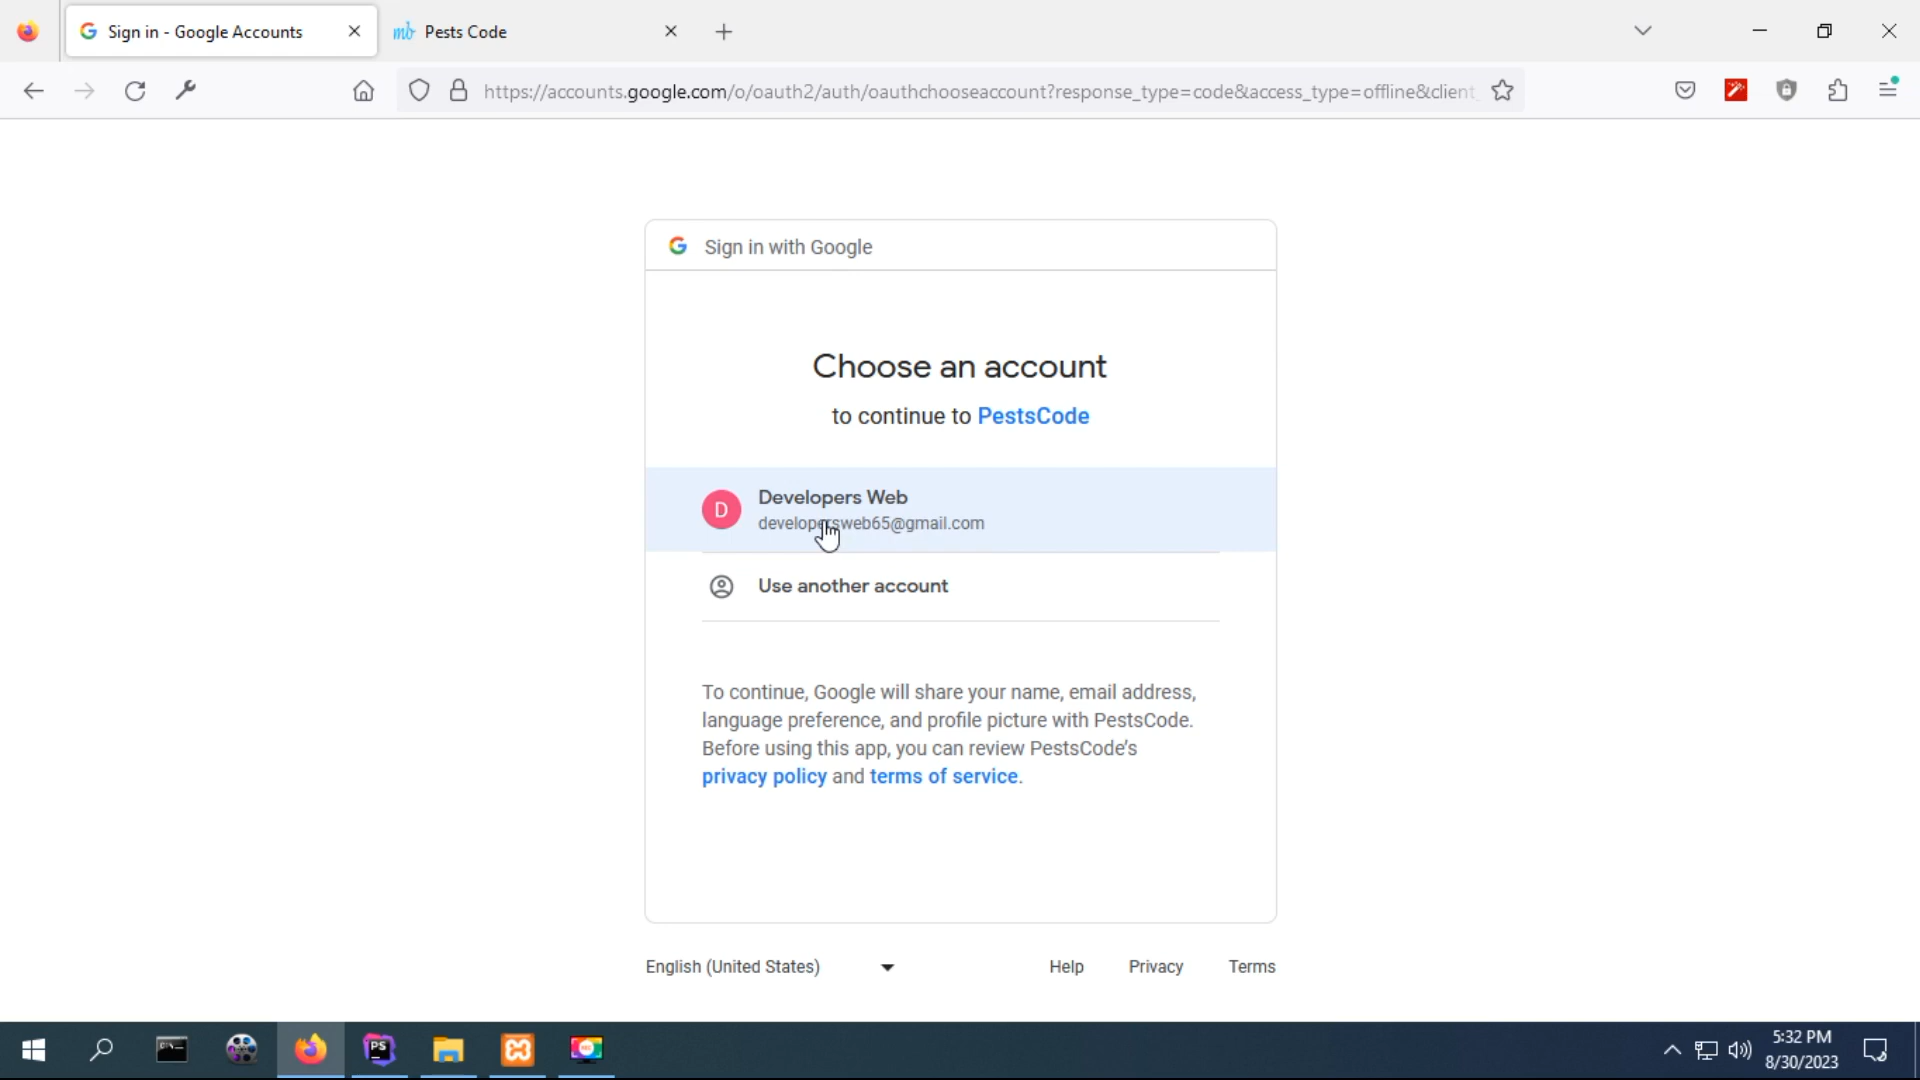 Sign in - Google Accounts
mb Pests Code
https://accounts.google.com/o/oauth2/auth/oauthchooseaccount?response_type=code&access_type=offline&client
G Sign in with Google
Choose an account
to continue to PestsCode
D
Developers Web
developersweb65@gmail.com
Use another account
To continue, Google will share your name, email address,
language preference, and profile picture with PestsCode.
Before using this app, you can review PestsCode’s
privacy policy and terms of service.
English (United States)
Help Privacy Terms
PS
5:32 PM
8/30/2023